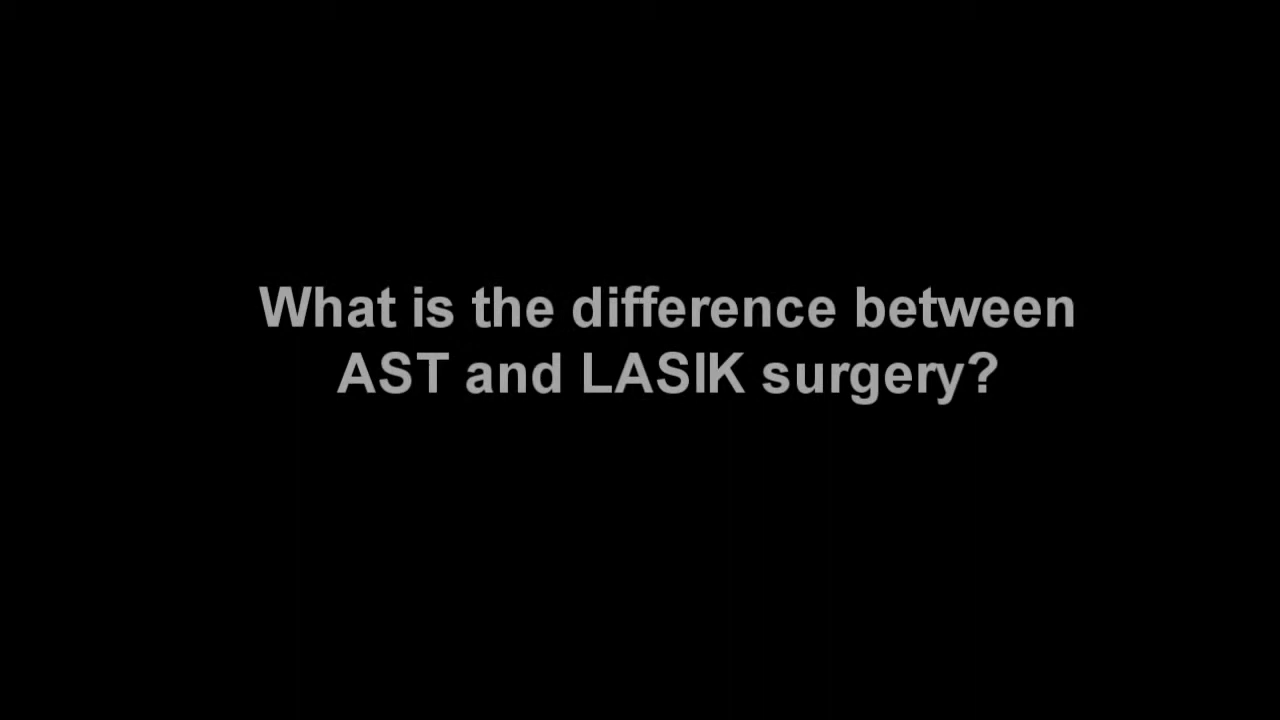 What is the difference between
AST and LASIK surgery?